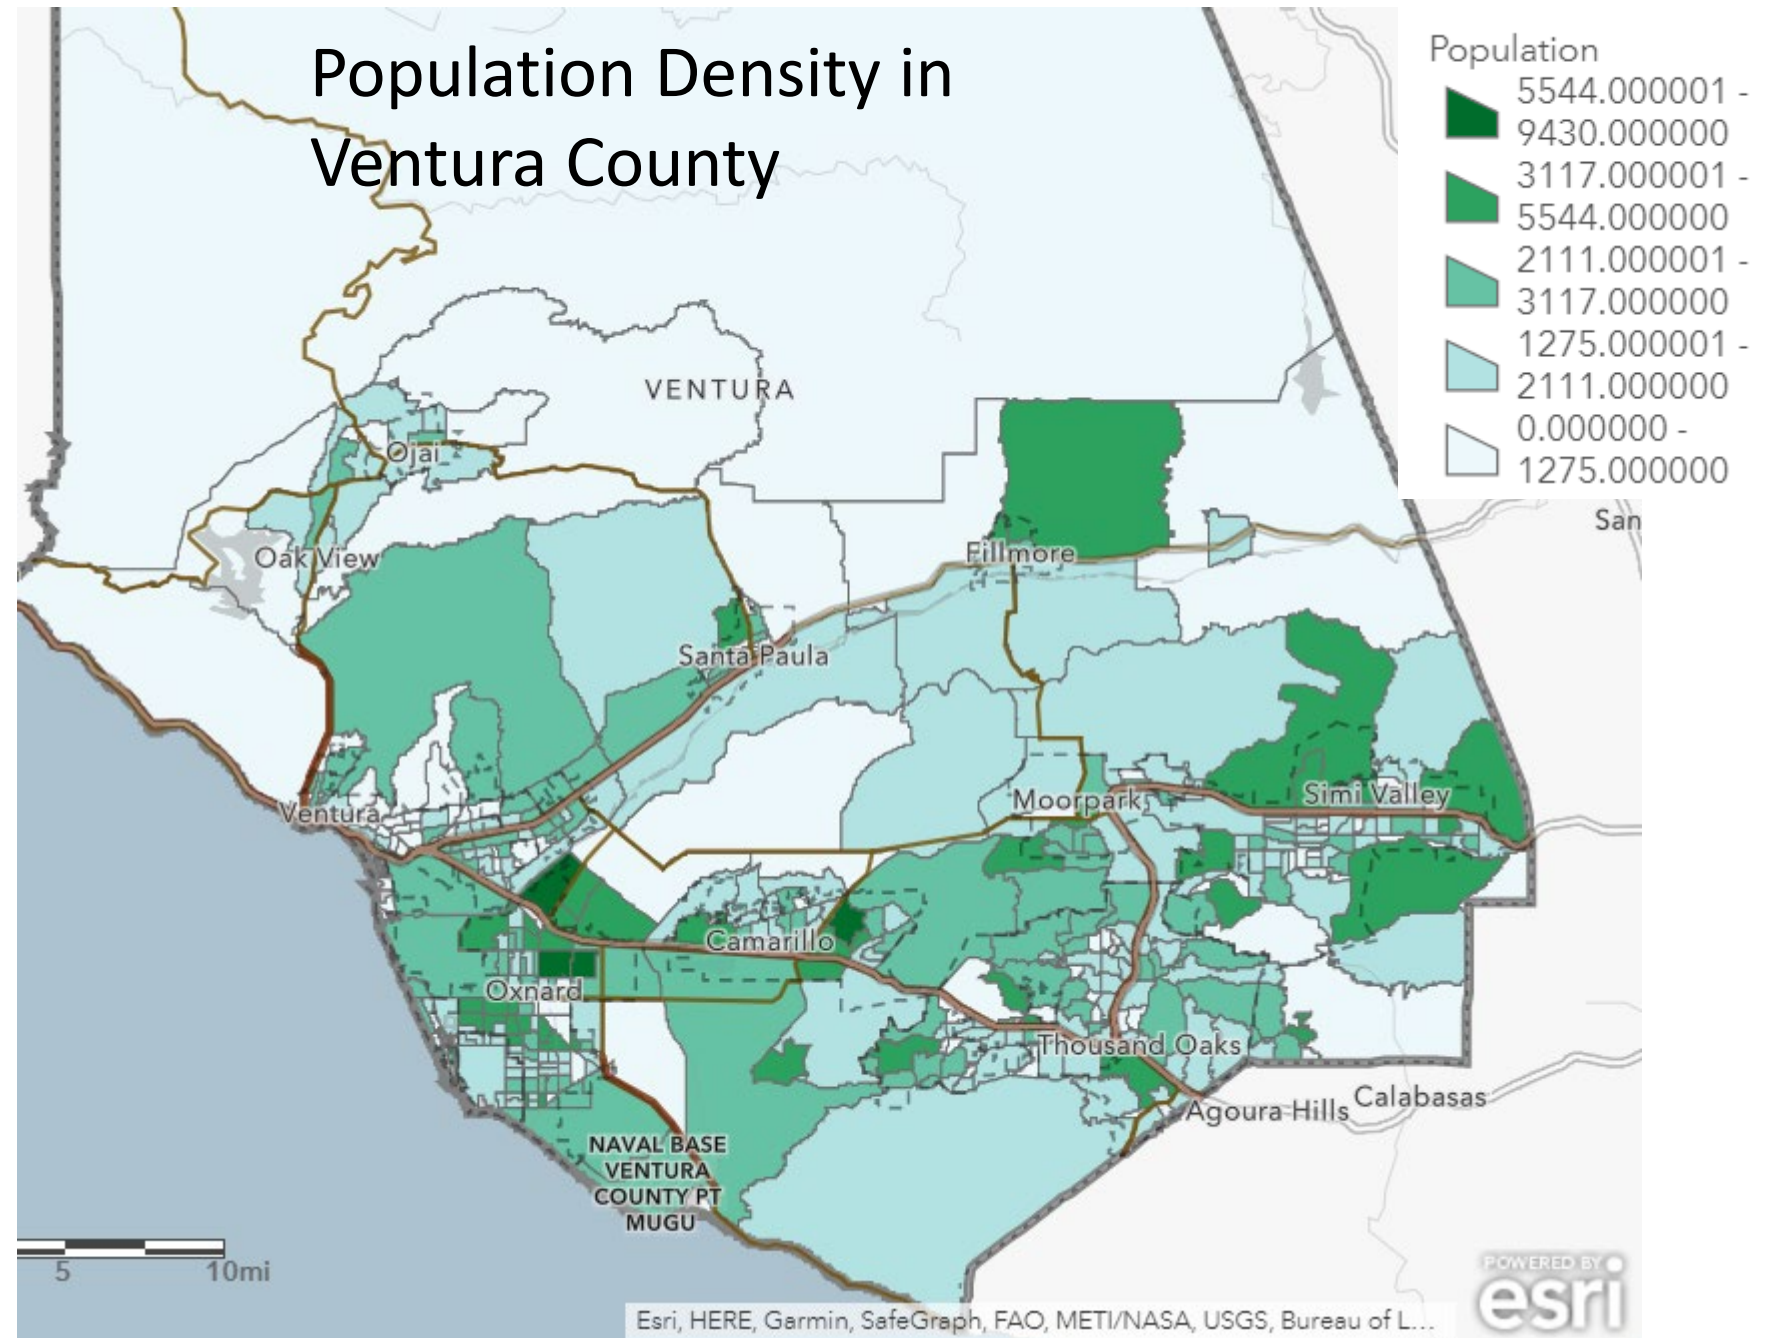 Population Density in
Ventura County
Population
5544.000001 -
9430.000000
3117.000001 -
5544.000000
2111.000001 -
3117.000000
1275.000001 -
2111.000000
0.000000 -
1275.000000
VENTURA
Ojai
Oak View
Fillmore
San
Santa Paula
Ventura
Moorpark
Simi Valley
Camarillo
Oxnard
Thousand Oaks
Agoura Hills
Calabasas
NAVAL BASE
VENTURA
COUNTY PT
MUGU
5 10mi
POWERED BY
esri
Esri, HERE, Garmin, SafeGraph, FAO, METI/NASA, USGS, Bureau of L...